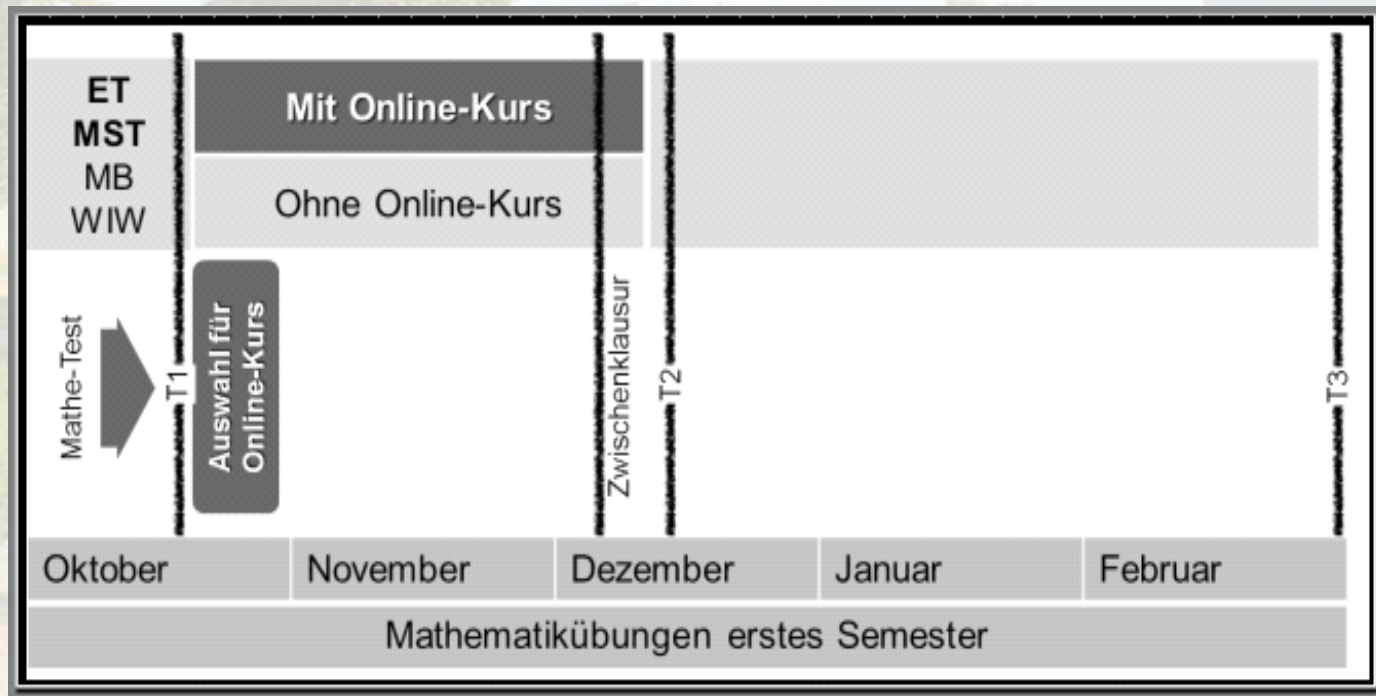 ET
MST
MB
WIW
Mit Online-Kurs
Ohne Online-Kurs
Mathe-Test
T1
Auswahl für
Online-Kurs
Zwischenklausur
T2
T3
Oktober
November
Dezember
Januar
Februar
Mathematikübungen erstes Semester